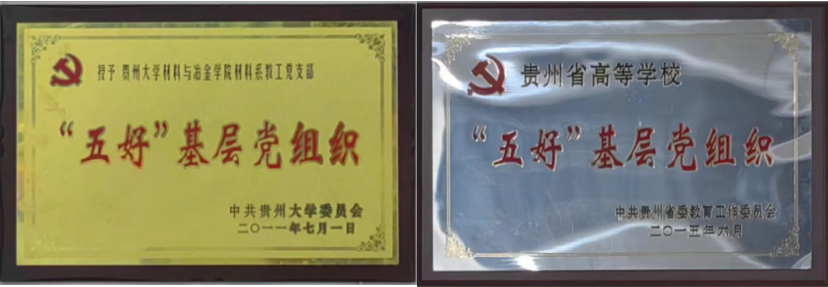 授予 贵州大学材料与冶金学院材料系教工党支部
“五好”基层党组织
中共贵州大学委员会
二〇一一年七月一日
贵州省高等学校
“五好”基层党组织
中共贵州省委教育工作委员会
二〇一五年六月